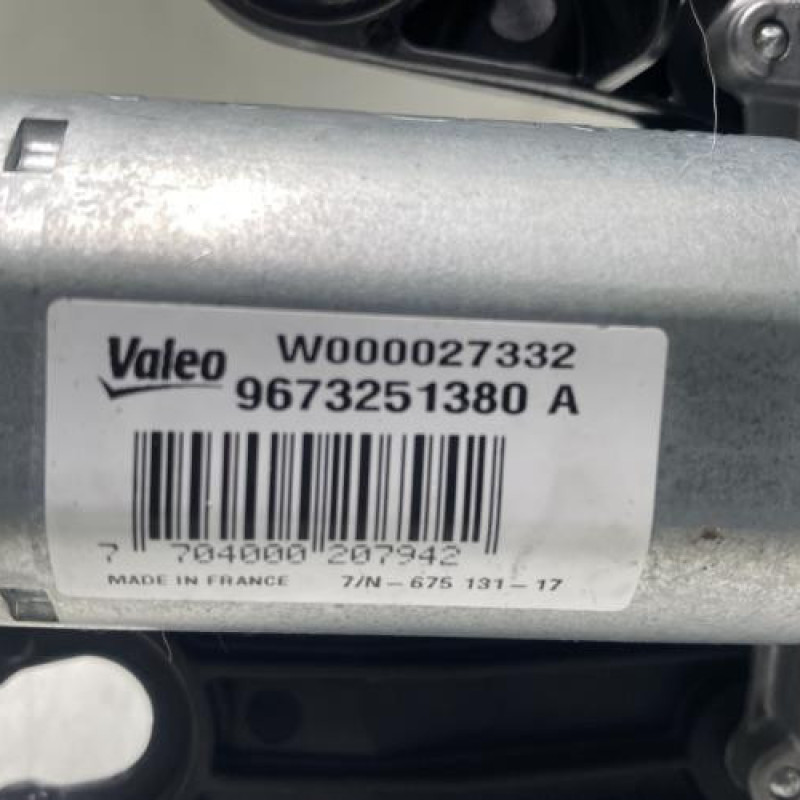 Valeo W000027332
9673251380 A
7 704000 207942
MADE IN FRANCE 7/N-675 131-17